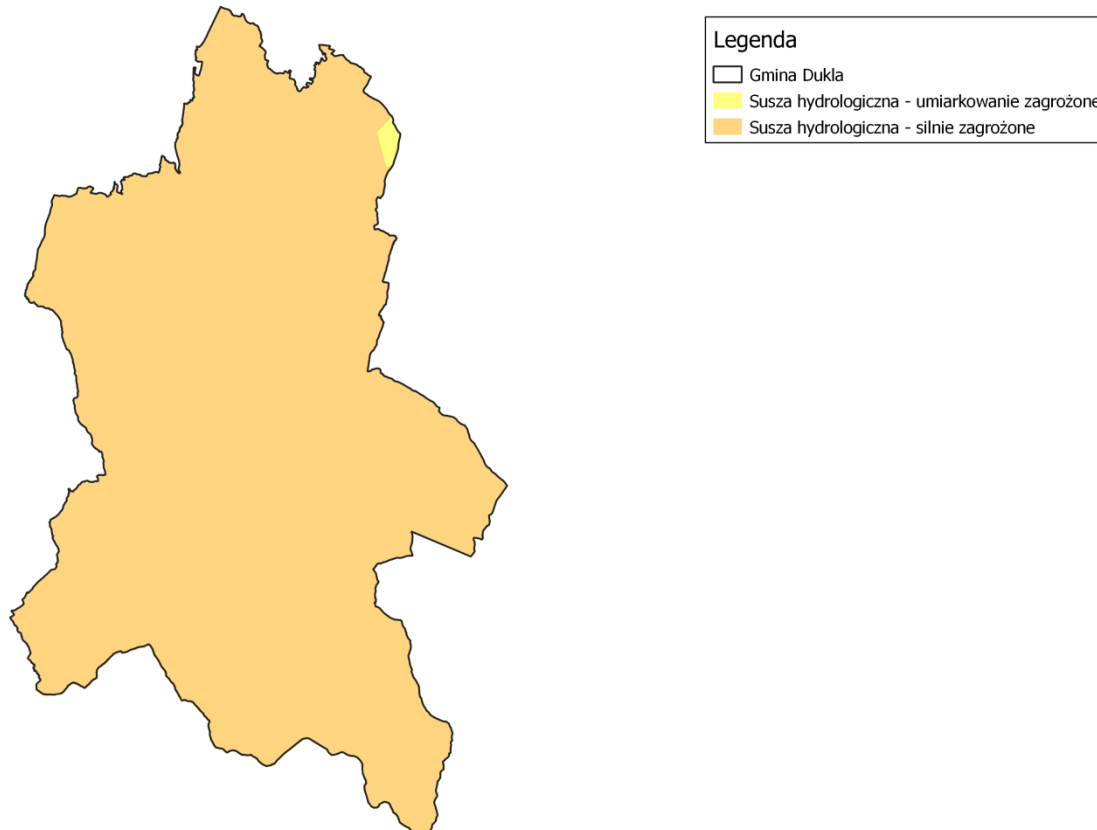 Legenda
Gmina Dukla
Susza hydrologiczna - umiarkowanie zagrożone
Susza hydrologiczna - silnie zagrożone